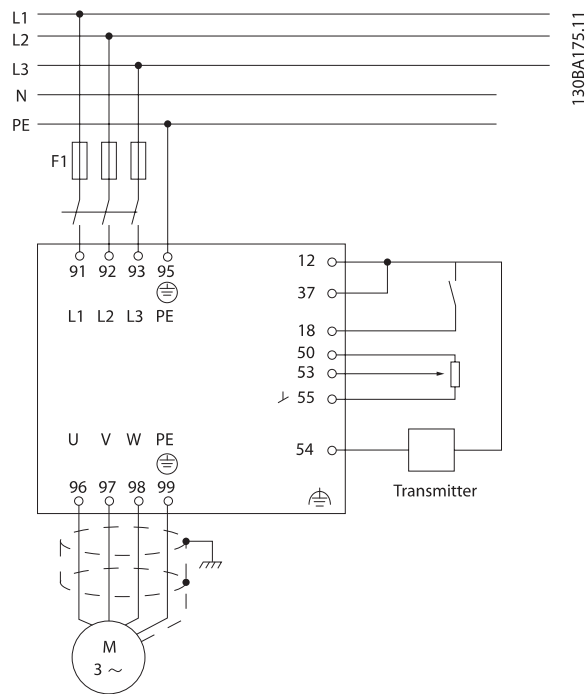 L1
L2
L3
N
PE
130BA175.11
F1
91 92 93 95
L1 L2 L3 PE
12
37
18
50
53
55
54
Transmitter
U V W PE
96 97 98 99
M
3 ~